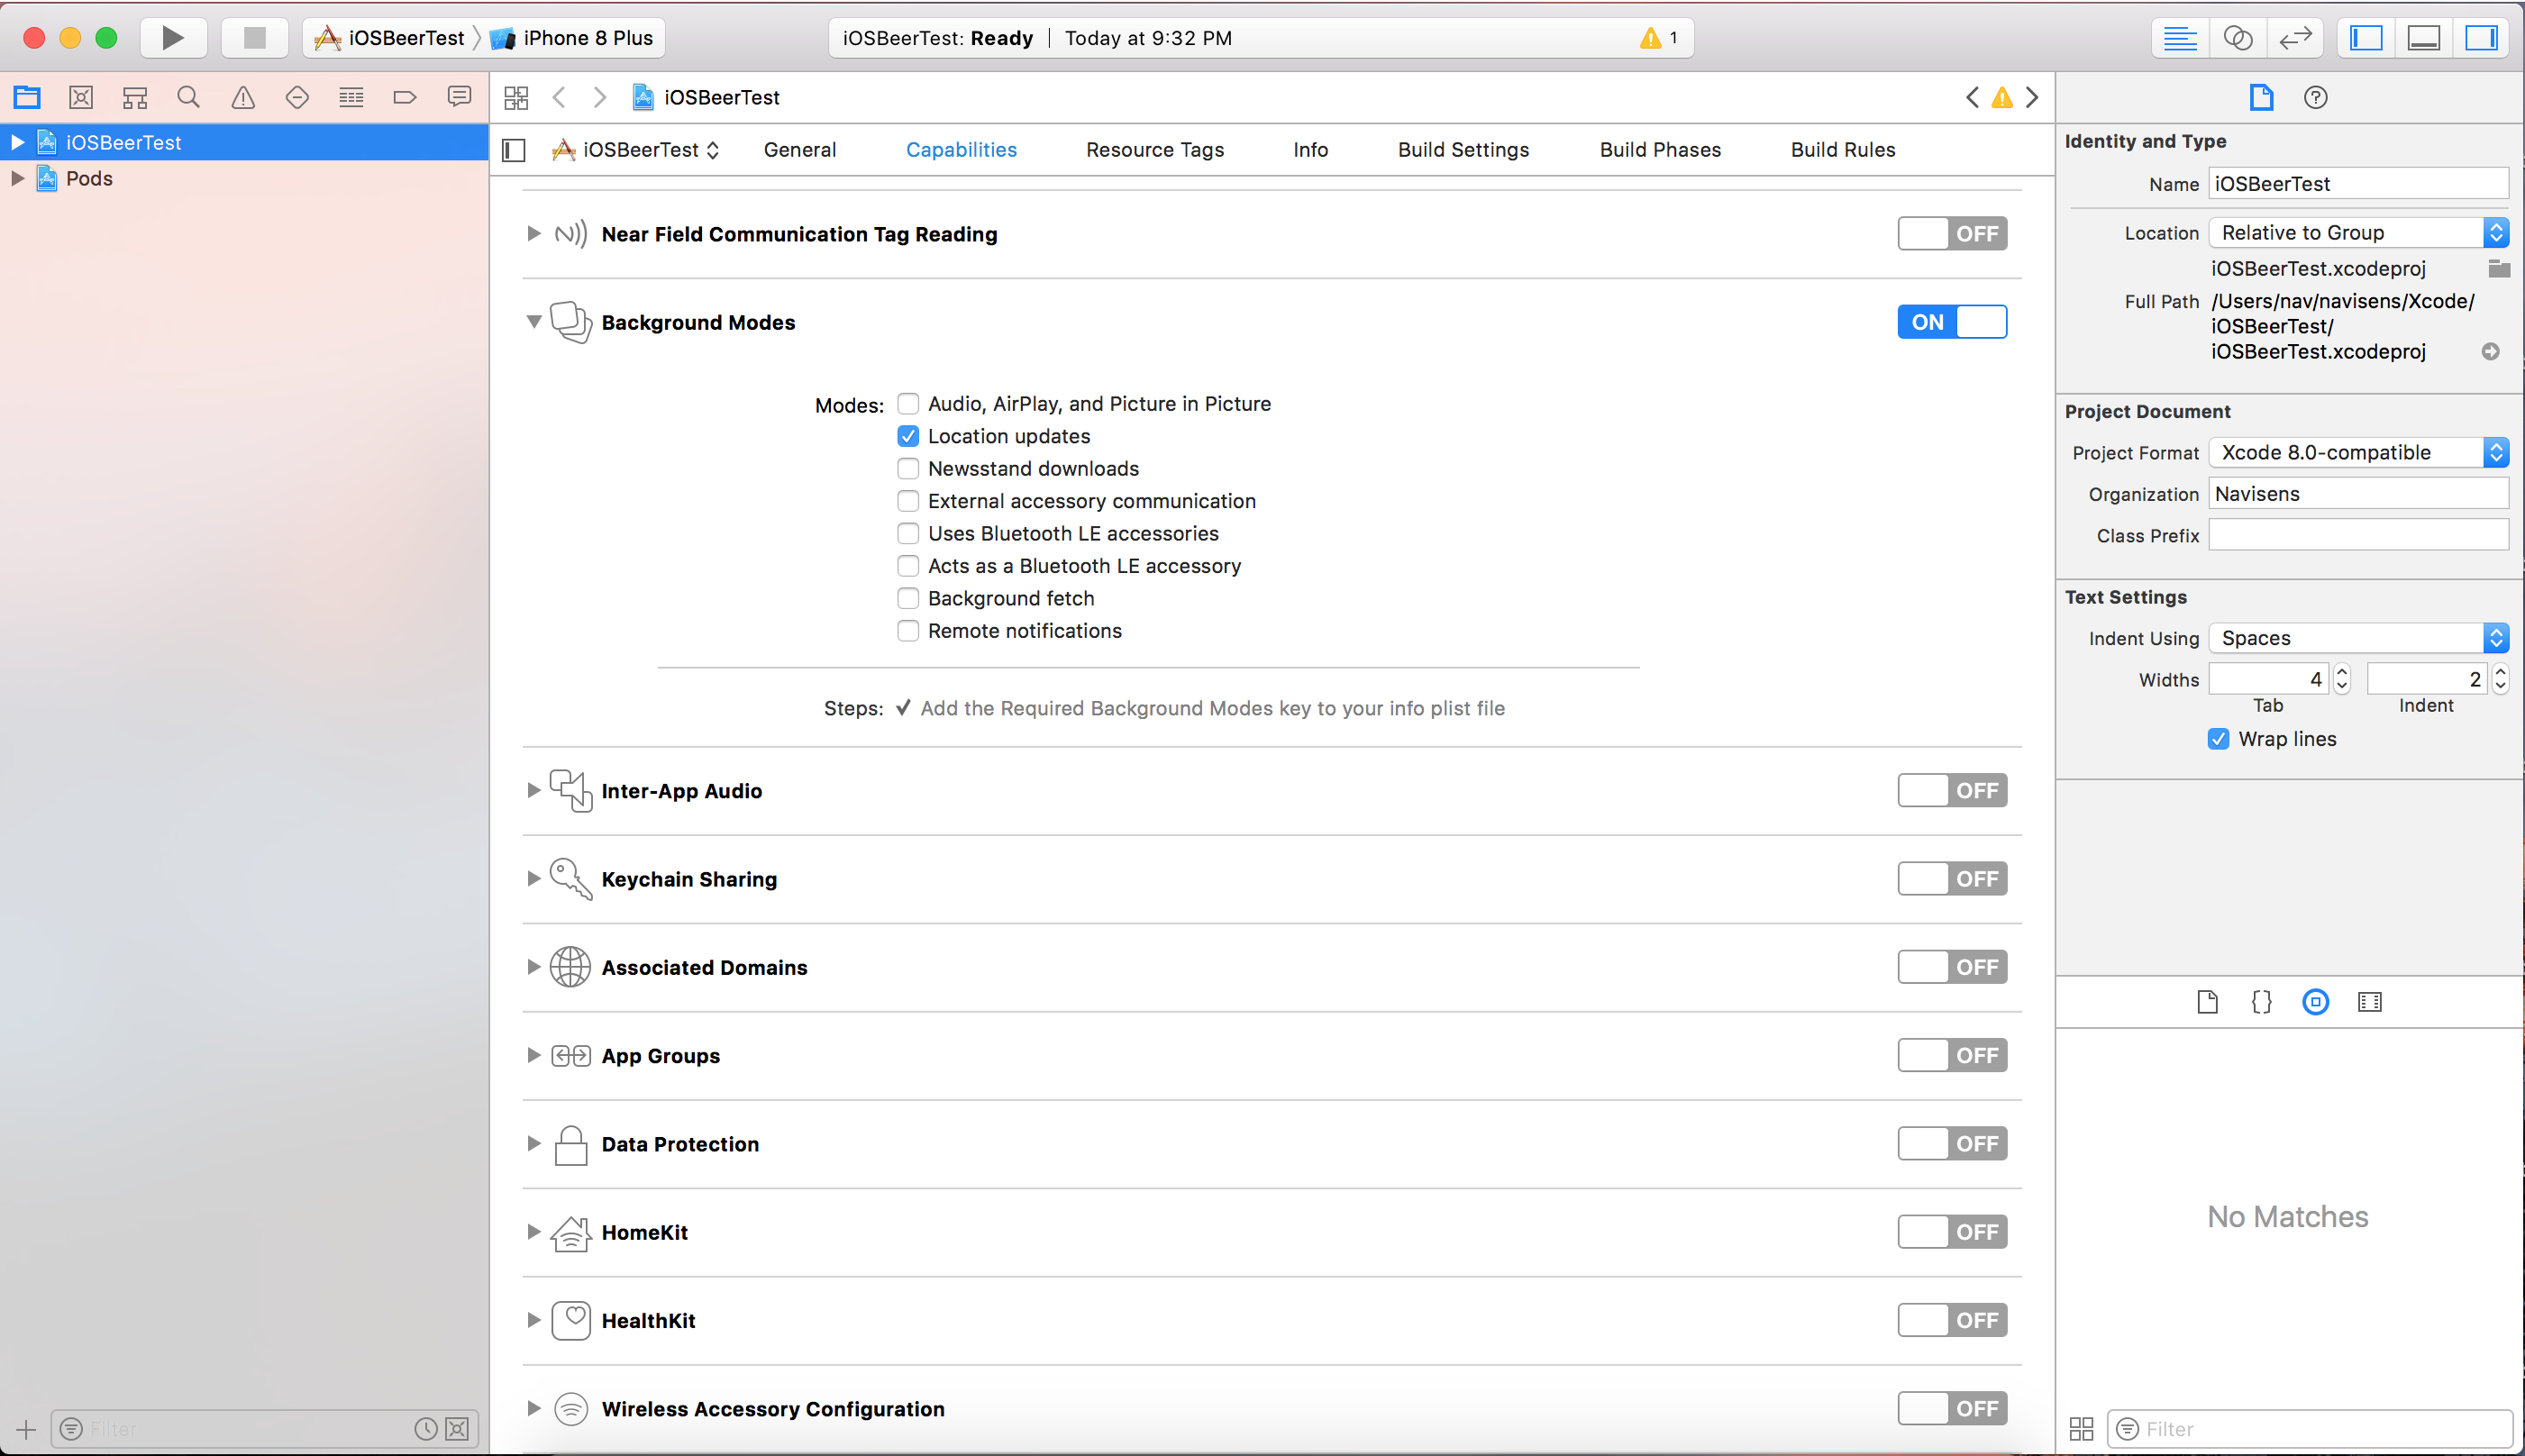 iOSBeerTest iPhone 8 Plus
iOSBeerTest: Ready | Today at 9:32 PM
1
iOSBeerTest
Pods
Filter
iOSBeerTest
iOSBeerTest General Capabilities Resource Tags Info Build Settings Build Phases Build Rules
Near Field Communication Tag Reading OFF
Background Modes ON
Modes: Audio, AirPlay, and Picture in Picture
Location updates
Newsstand downloads
External accessory communication
Uses Bluetooth LE accessories
Acts as a Bluetooth LE accessory
Background fetch
Remote notifications
Steps: ✓ Add the Required Background Modes key to your info plist file
Inter-App Audio OFF
Keychain Sharing OFF
Associated Domains OFF
App Groups OFF
Data Protection OFF
HomeKit OFF
HealthKit OFF
Wireless Accessory Configuration OFF
Identity and Type
Name iOSBeerTest
Location Relative to Group
iOSBeerTest.xcodeproj
Full Path /Users/nav/navisens/Xcode/
iOSBeerTest/
iOSBeerTest.xcodeproj
Project Document
Project Format Xcode 8.0-compatible
Organization Navisens
Class Prefix
Text Settings
Indent Using Spaces
Widths 4 2
Tab Indent
Wrap lines
{}
No Matches
Filter